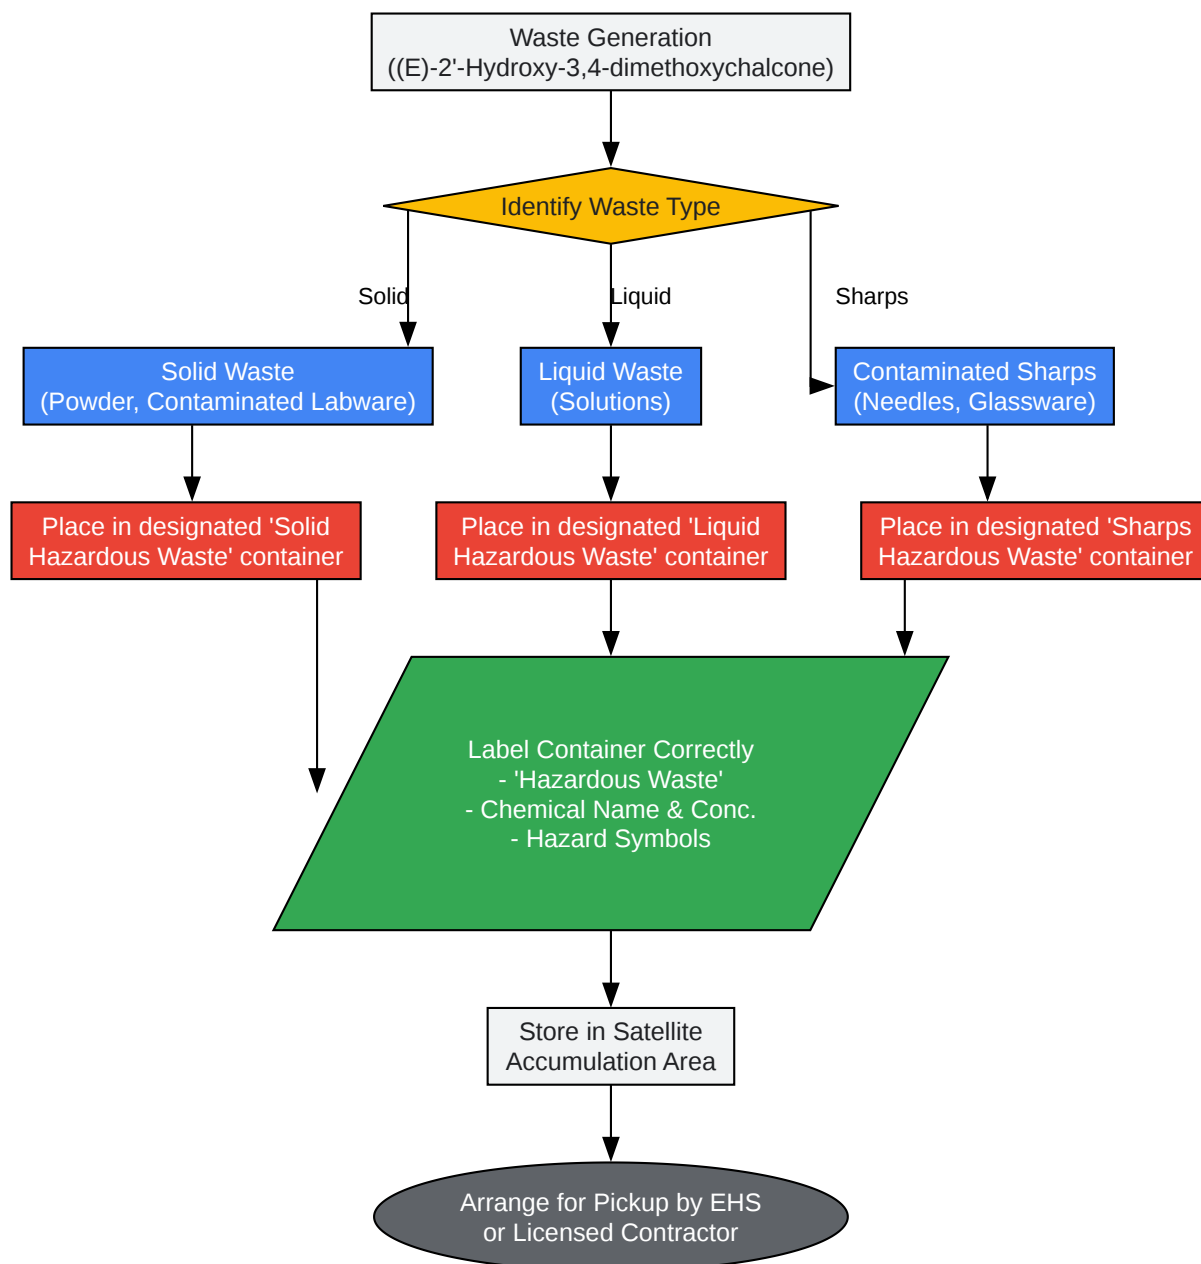 Waste Generation
((E)-2'-Hydroxy-3,4-dimethoxychalcone)
Identify Waste Type
Solid
Liquid
Sharps
Solid Waste
(Powder, Contaminated Labware)
Liquid Waste
(Solutions)
Contaminated Sharps
(Needles, Glassware)
Place in designated 'Solid
Hazardous Waste' container
Place in designated 'Liquid
Hazardous Waste' container
Place in designated 'Sharps
Hazardous Waste' container
Label Container Correctly
- 'Hazardous Waste'
- Chemical Name & Conc.
- Hazard Symbols
Store in Satellite
Accumulation Area
Arrange for Pickup by EHS
or Licensed Contractor